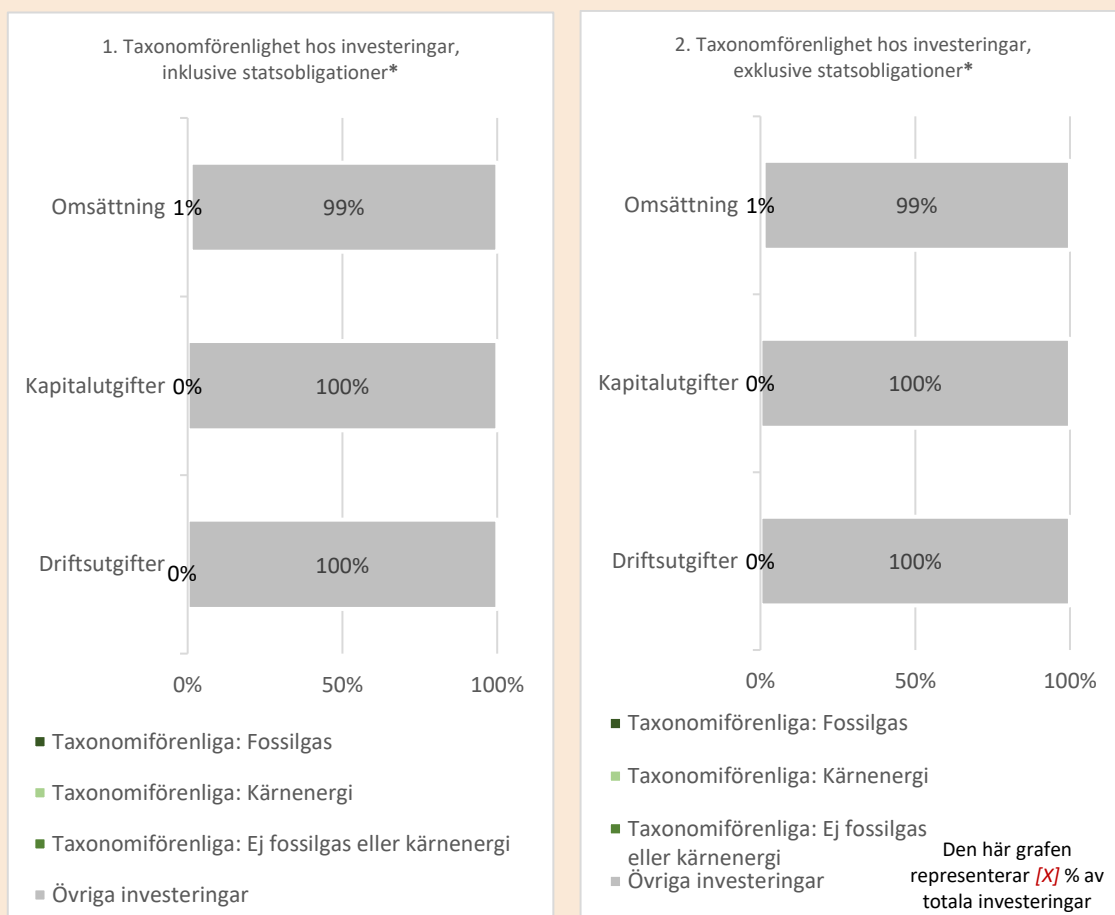 1. Taxonomförenlighet hos investeringar,
inklusive statsobligationer*
Omsättning 1% 99%
Kapitalutgifter 0% 100%
Driftsutgifter 0% 100%
0% 50% 100%
Taxonomiförenliga: Fossilgas
Taxonomiförenliga: Kärnenergi
Taxonomiförenliga: Ej fossilgas eller kärnenergi
Övriga investeringar
2. Taxonomförenlighet hos investeringar,
exklusive statsobligationer*
Omsättning 1% 99%
Kapitalutgifter 0% 100%
Driftsutgifter 0% 100%
0% 50% 100%
Taxonomiförenliga: Fossilgas
Taxonomiförenliga: Kärnenergi
Taxonomiförenliga: Ej fossilgas
eller kärnenergi
Övriga investeringar
Den här grafen
representerar [X] % av
totala investeringar